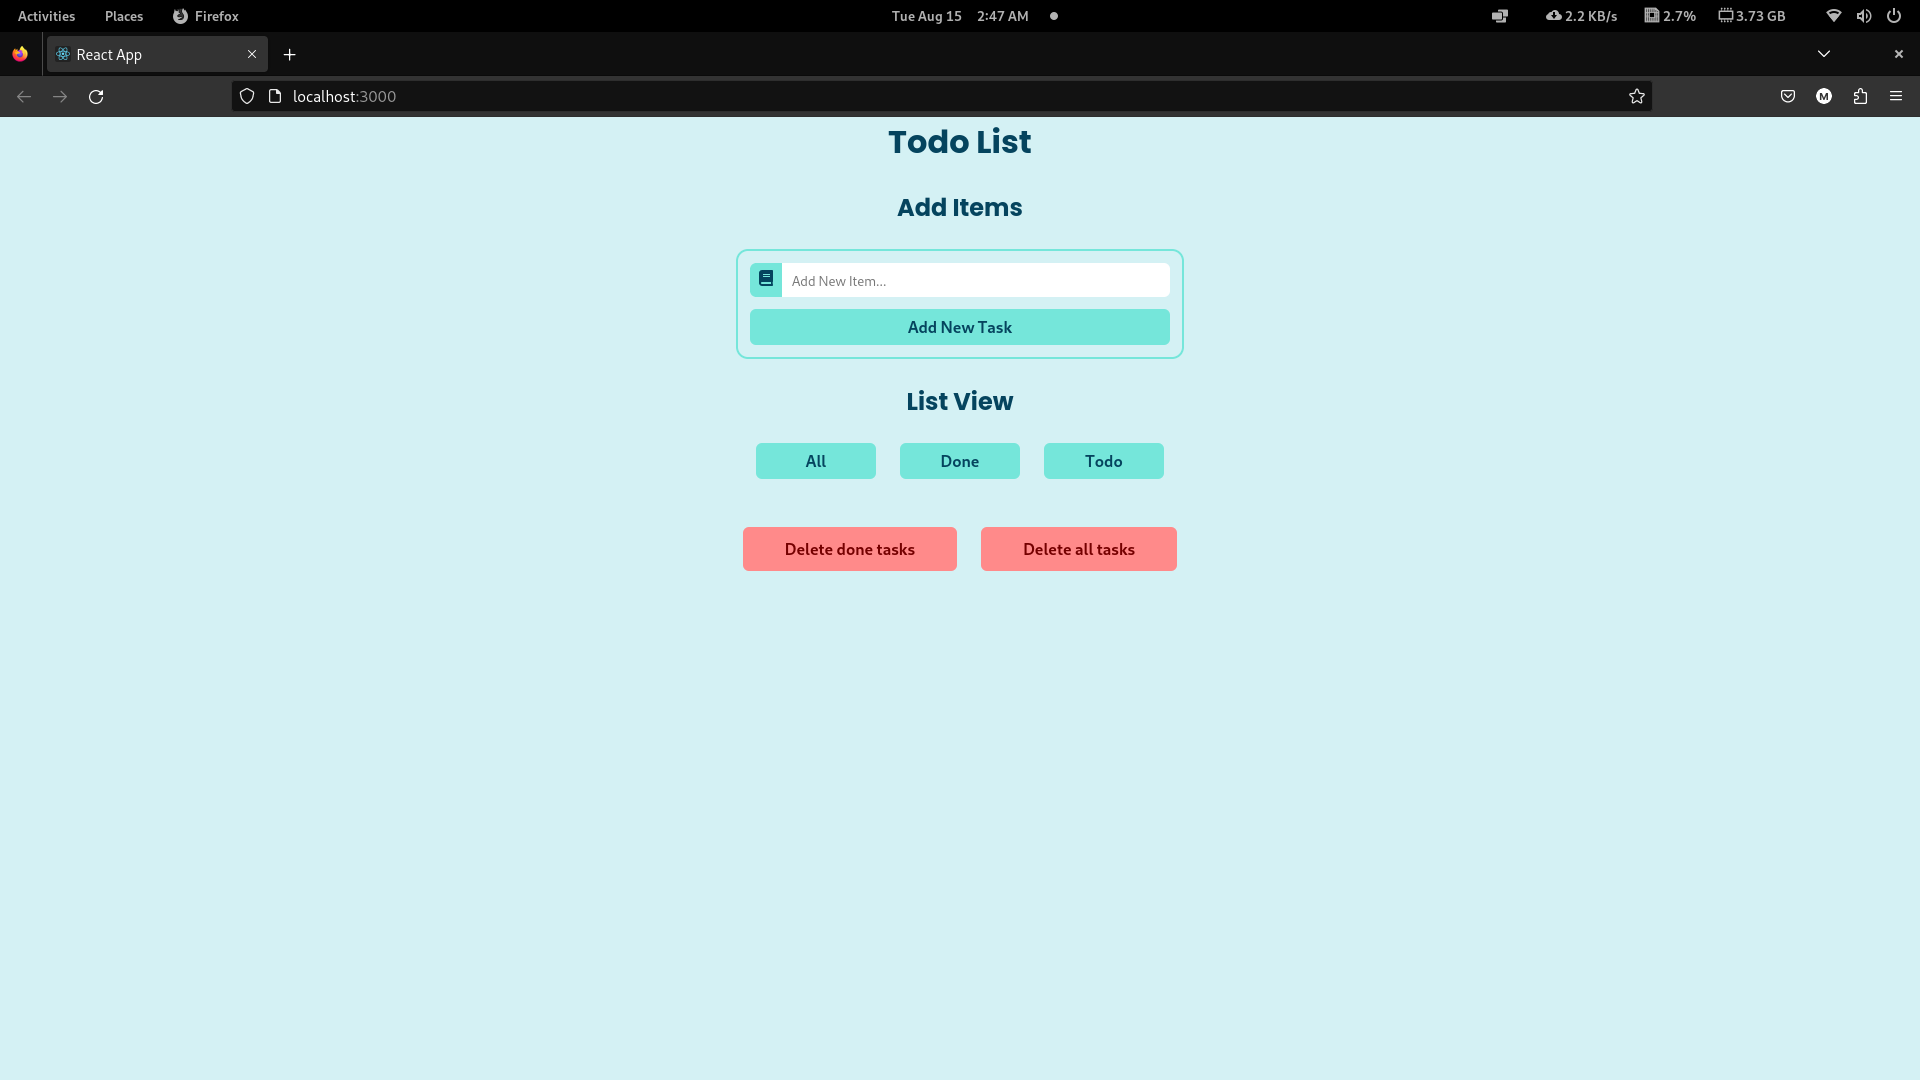 Activities Places Firefox Tue Aug 15 2:47 AM 2.2 KB/s 2.7% 3.73 GB
React App
localhost:3000 M
Todo List
Add Items
Add New Item...
Add New Task
List View
All Done Todo
Delete done tasks Delete all tasks